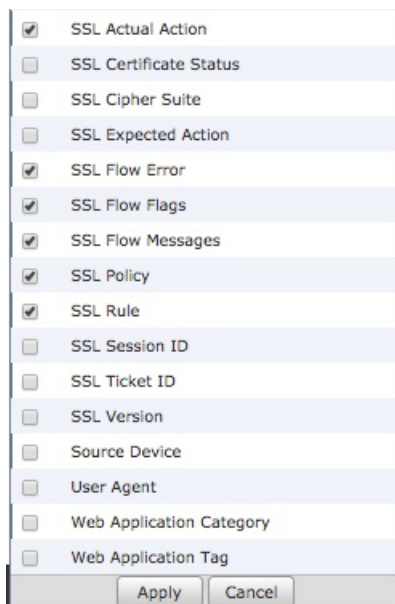 SSL Actual Action
SSL Certificate Status
SSL Cipher Suite
SSL Expected Action
SSL Flow Error
SSL Flow Flags
SSL Flow Messages
SSL Policy
SSL Rule
SSL Session ID
SSL Ticket ID
SSL Version
Source Device
User Agent
Web Application Category
Web Application Tag
Apply Cancel